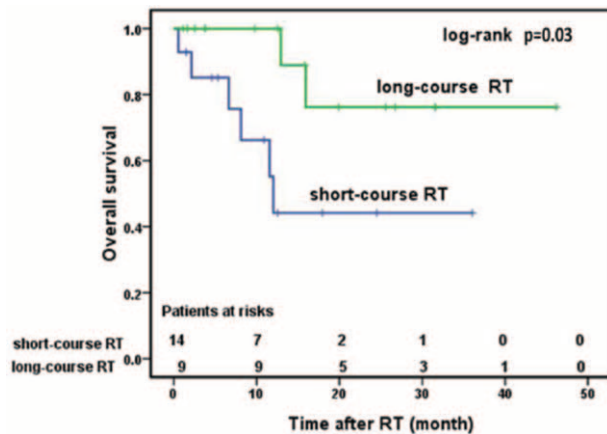 1.0
log-rank p=0.03
long-course RT
0.8
0.6
short-course RT
0.4
0.2
Patients at risks
short-course RT 14 7 2 1 0 0
0.0
long-course RT 9 9 5 3 1 0
0 10 20 30 40 50
Time after RT (month)
Overall survival